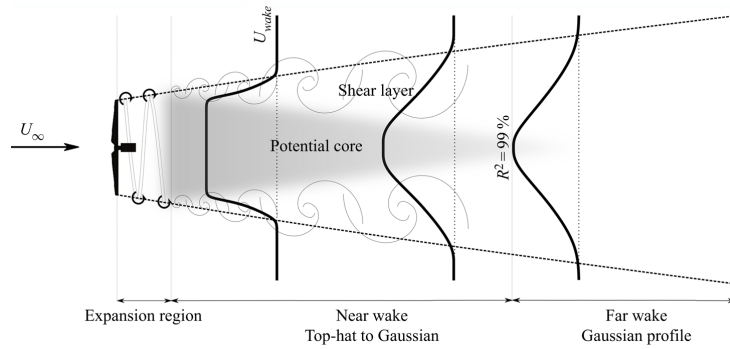 U_wake
Shear layer
U_∞
Potential core
R² = 99 %
Expansion region
Near wake
Top-hat to Gaussian
Far wake
Gaussian profile